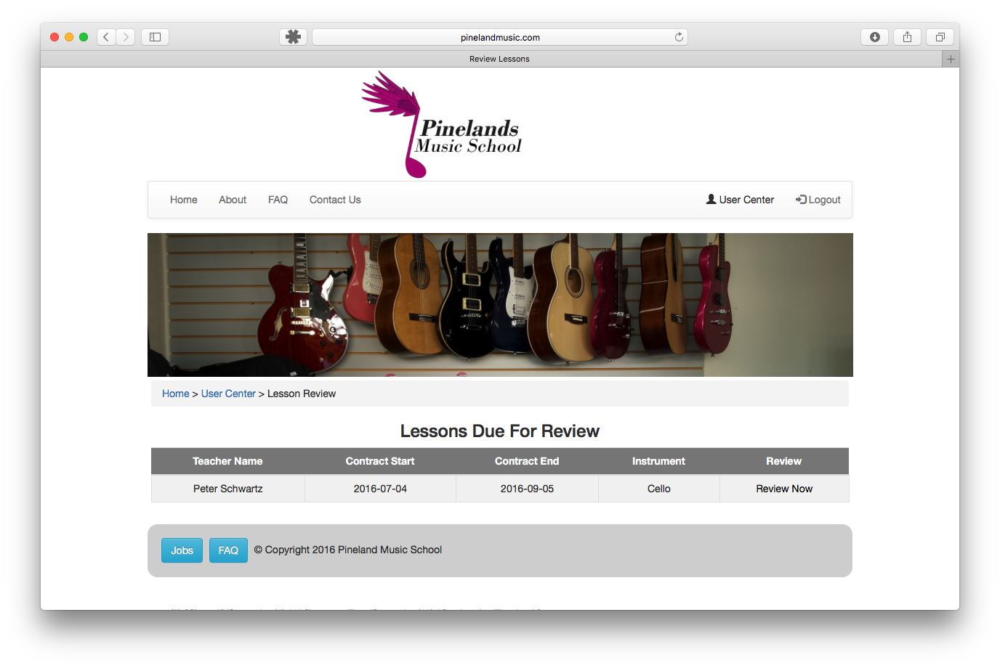 pinelandmusic.com
Review Lessons
Pinelands
Music School
Home About FAQ Contact Us User Center Logout
Home > User Center > Lesson Review
Lessons Due For Review
Teacher Name Contract Start Contract End Instrument Review
Peter Schwartz 2016-07-04 2016-09-05 Cello Review Now
Jobs FAQ © Copyright 2016 Pineland Music School